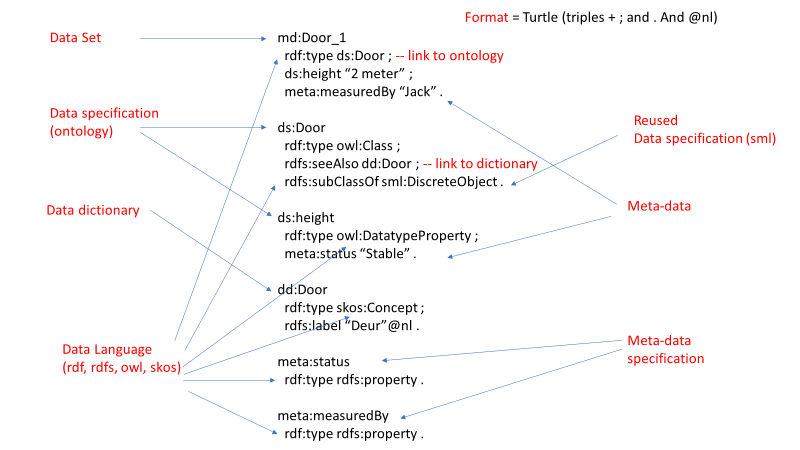 Format = Turtle (triples + ; and . And @nl)
Data Set
md:Door_1
rdf:type ds:Door ; -- link to ontology
ds:height “2 meter” ;
meta:measuredBy “Jack” .
Data specification
(ontology)
ds:Door
rdf:type owl:Class ;
rdfs:seeAlso dd:Door ; -- link to dictionary
rdfs:subClassOf sml:DiscreteObject .
Reused
Data specification (sml)
Data dictionary
Meta-data
ds:height
rdf:type owl:DatatypeProperty ;
meta:status “Stable” .
dd:Door
rdf:type skos:Concept ;
rdfs:label “Deur”@nl .
Data Language
(rdf, rdfs, owl, skos)
Meta-data
specification
meta:status
rdf:type rdfs:property .
meta:measuredBy
rdf:type rdfs:property .